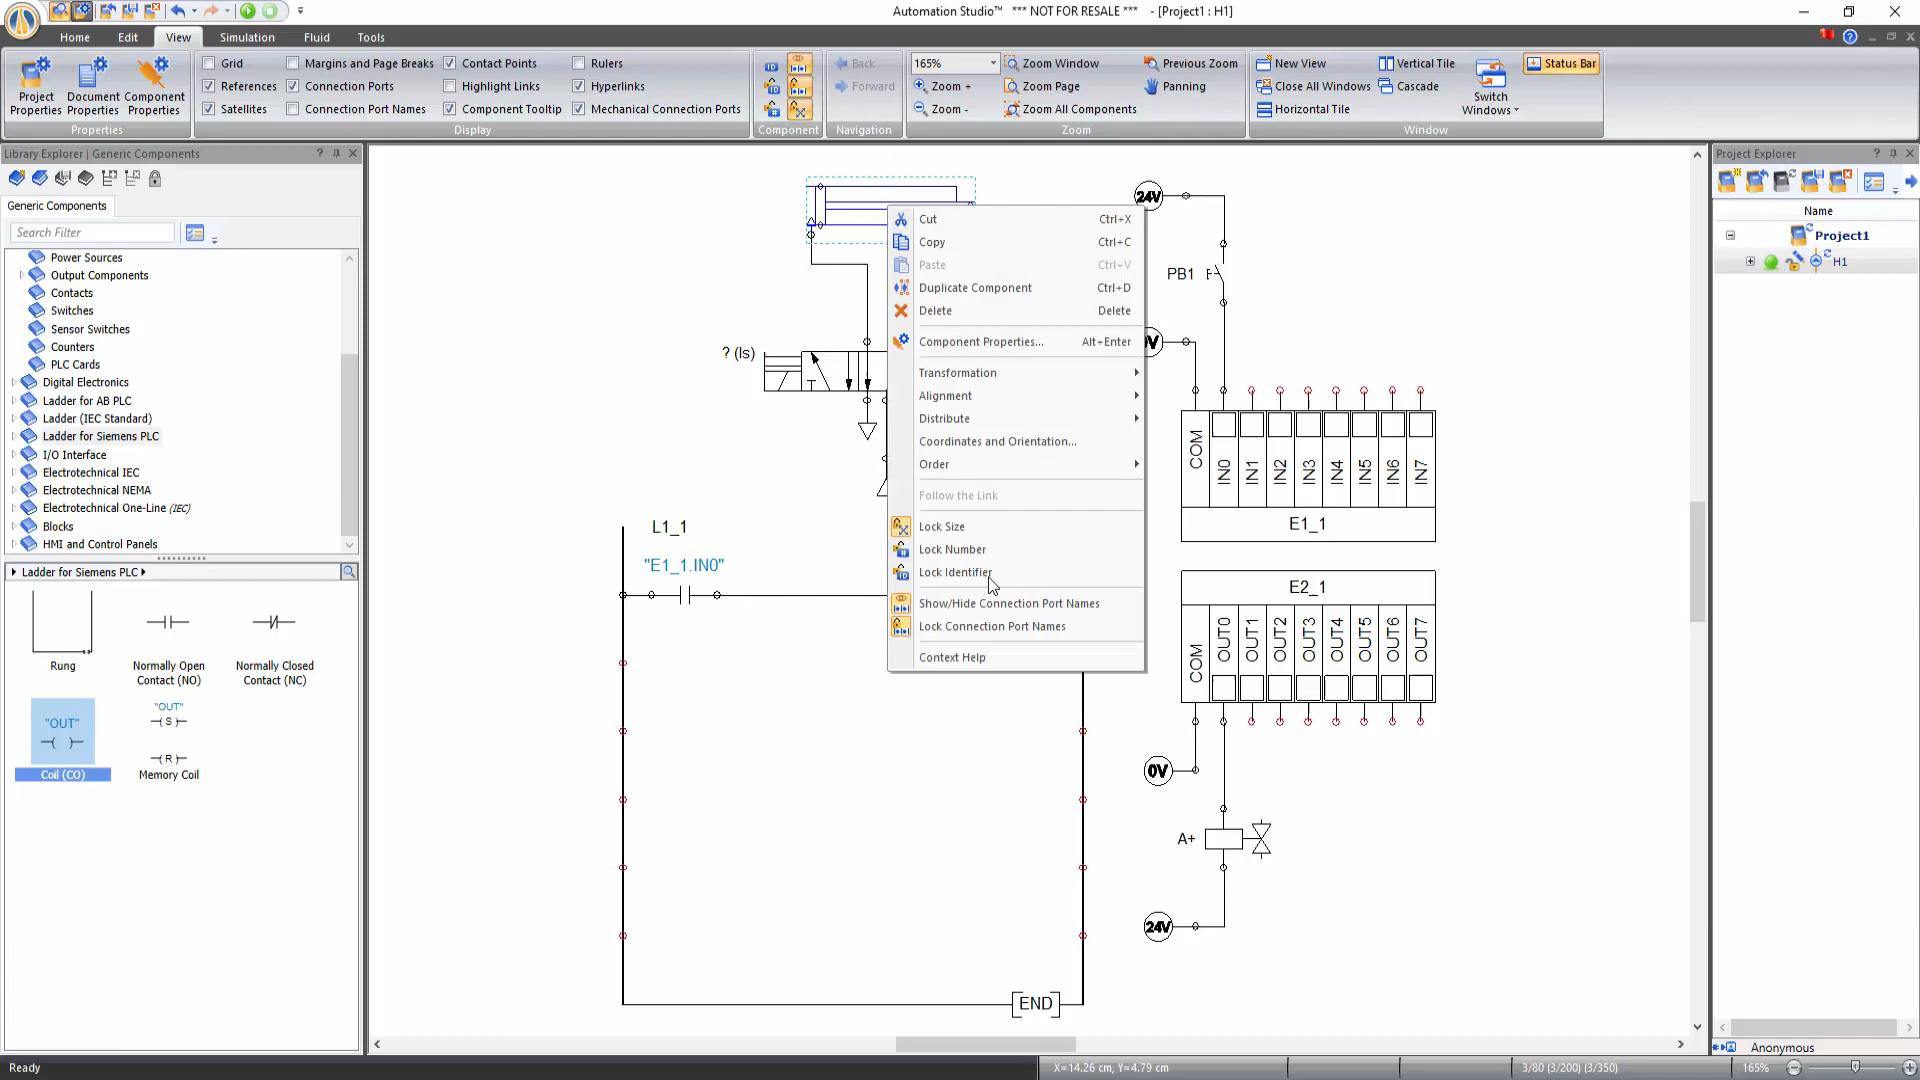 Automation Studio™ *** NOT FOR RESALE *** - [Project1 : H1]
Home Edit View Simulation Fluid Tools
Project Properties
Document Properties
Component Properties
Properties
Grid Margins and Page Breaks Contact Points Rulers
References Connection Ports Highlight Links Hyperlinks
Satellites Connection Port Names Component Tooltip Mechanical Connection Ports
Display
Component
Back
Forward
Navigation
165% Zoom Window Previous Zoom
Zoom + Zoom Page Panning
Zoom - Zoom All Components
Zoom
New View Vertical Tile
Close All Windows Cascade
Horizontal Tile
Switch Windows
Status Bar
Window
Library Explorer | Generic Components
Generic Components
Search Filter
Power Sources
Output Components
Contacts
Switches
Sensor Switches
Counters
PLC Cards
Digital Electronics
Ladder for AB PLC
Ladder (IEC Standard)
Ladder for Siemens PLC
I/O Interface
Electrotechnical IEC
Electrotechnical NEMA
Electrotechnical One-Line (IEC)
Blocks
HMI and Control Panels
Ladder for Siemens PLC
Rung
Normally Open Contact (NO)
Normally Closed Contact (NC)
"OUT"
Coil (CO)
"OUT"
S
R
Memory Coil
? (ls)
T
L1_1
"E1_1.IN0"
END
Cut Ctrl+X
Copy Ctrl+C
Paste Ctrl+V
Duplicate Component Ctrl+D
Delete Delete
Component Properties... Alt+Enter
Transformation
Alignment
Distribute
Coordinates and Orientation...
Order
Follow the Link
Lock Size
Lock Number
Lock Identifier
Show/Hide Connection Port Names
Lock Connection Port Names
Context Help
24V
PB1
V
COM IN0 IN1 IN2 IN3 IN4 IN5 IN6 IN7
E1_1
E2_1
COM OUT0 OUT1 OUT2 OUT3 OUT4 OUT5 OUT6 OUT7
0V
A+
24V
Project Explorer
Name
Project1
H1
Anonymous
Ready
X=14.26 cm, Y=4.79 cm
3/80 (3/200) (3/350)
165%